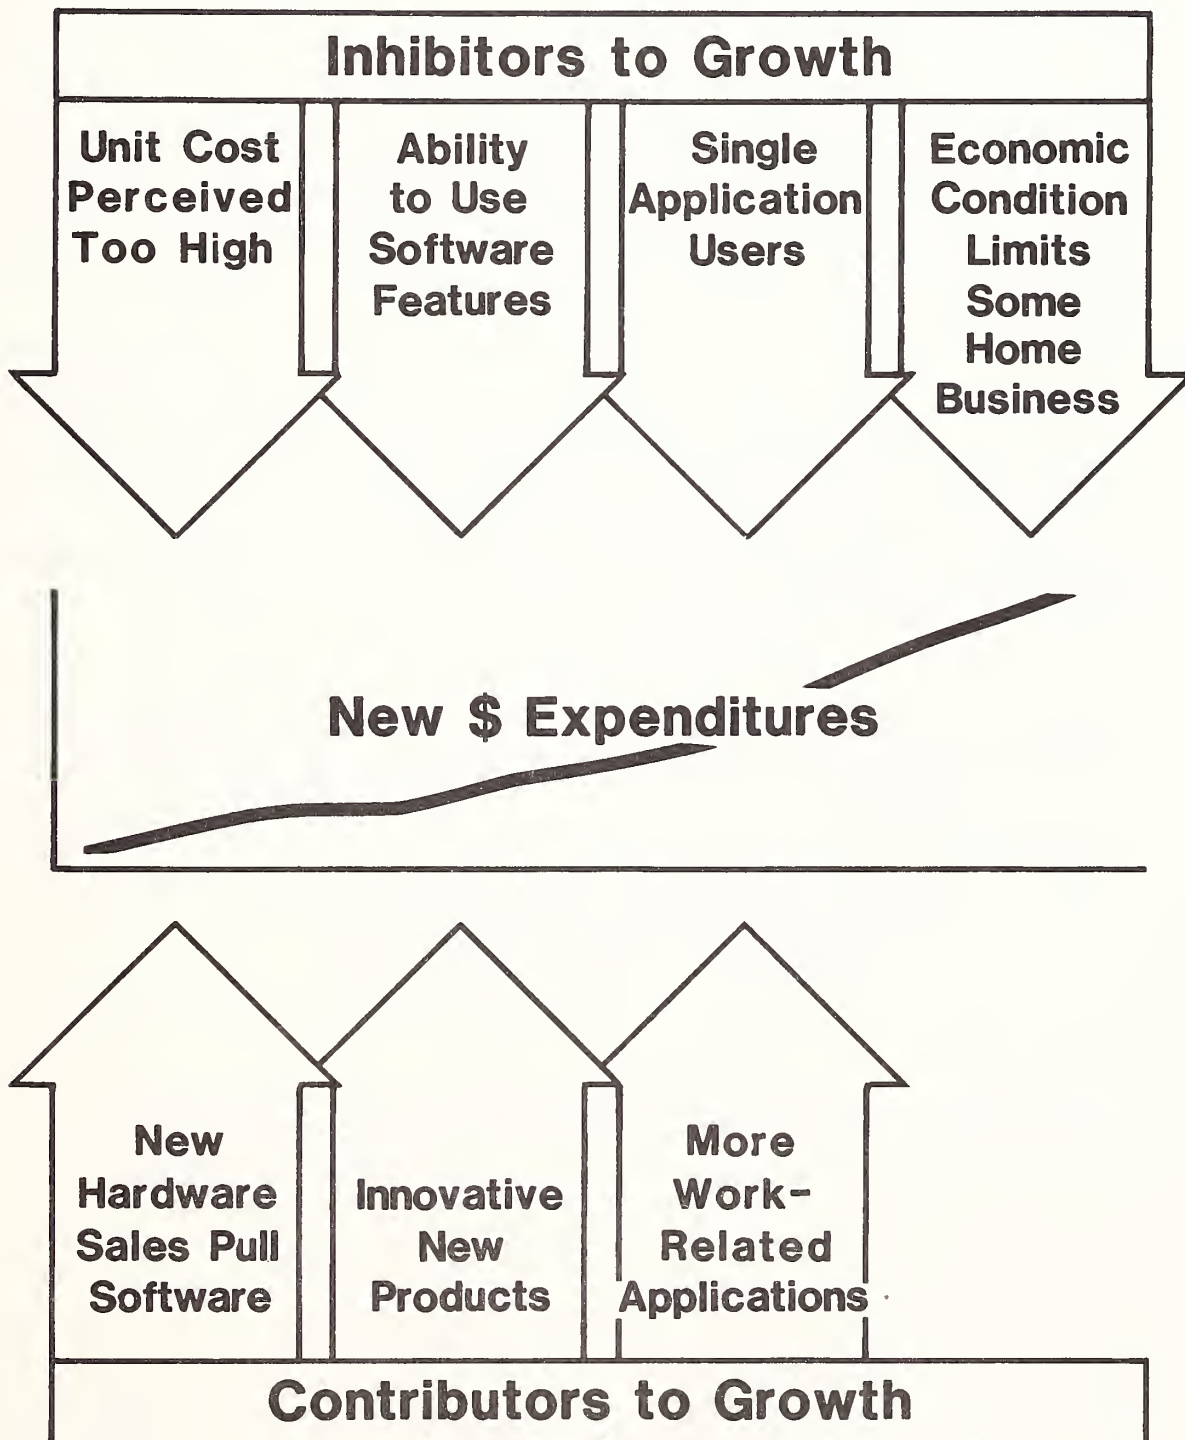 Inhibitors to Growth
Unit Cost
Perceived
Too High
Ability
to Use
Software
Features
Single
Application
Users
Economic
Condition
Limits
Some
Home
Business
New $ Expenditures
New
Hardware
Sales Pull
Software
Innovative
New
Products
More
Work-
Related
Applications
Contributors to Growth